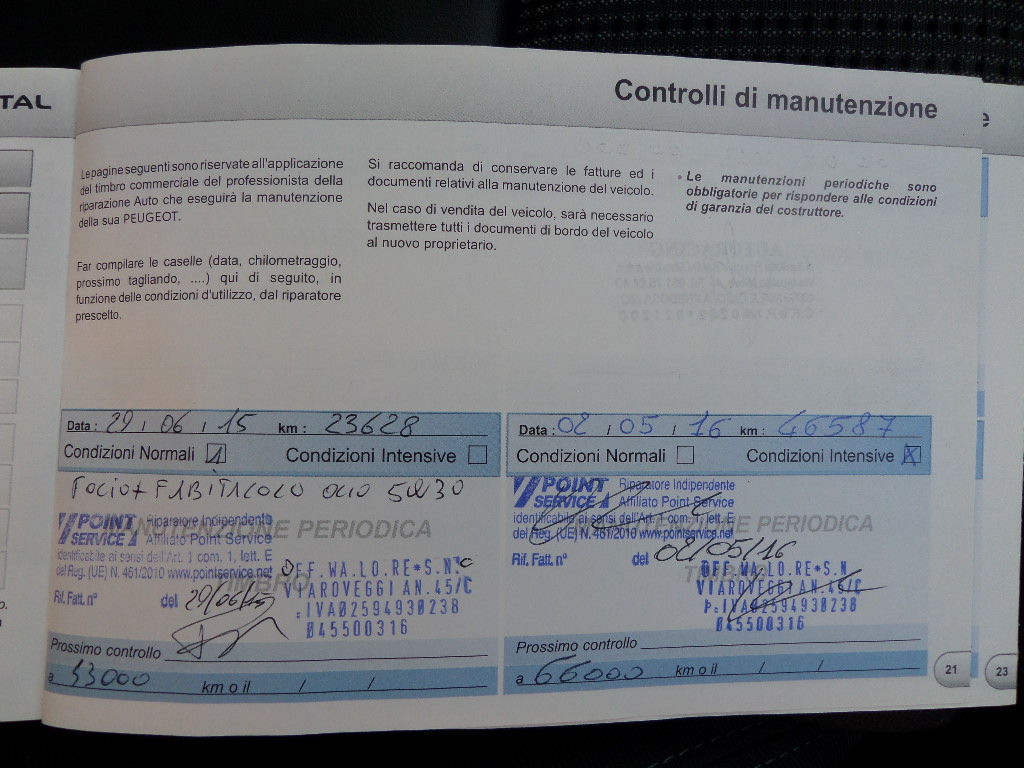 TAL
Controlli di manutenzione
e
Le pagine seguenti sono riservate all'applicazione
del timbro commerciale del professionista della
riparazione Auto che eseguirà la manutenzione
della sua PEUGEOT.
Far compilare le caselle (data, chilometraggio,
prossimo tagliando, ....) qui di seguito, in
funzione delle condizioni d'utilizzo, dal riparatore
prescelto.
Si raccomanda di conservare le fatture ed i
documenti relativi alla manutenzione del veicolo.
Nel caso di vendita del veicolo, sarà necessario
trasmettere tutti i documenti di bordo del veicolo
al nuovo proprietario.
• Le manutenzioni periodiche sono
obbligatorie per rispondere alle condizioni
di garanzia del costruttore.
Data: 29 / 06 / 15 km: 23628
Condizioni Normali Condizioni Intensive
OLIO 5W30
MANUTENZIONE PERIODICA
POINT SERVICE
Riparatore Indipendente
Affiliato Point Service
identificabile ai sensi dell'Art. 1 com. 1, lett. E
del Reg. (UE) N. 461/2010 www.pointservice.net
TIMBRO
OFF.WA.LO.RE*S.N.C
VIAROVEGGIAN.45/C
:IVA02594930238
045500316
Rif. Fatt. n° del 29/06/15
Prossimo controllo
a 43000 km o il / /
Data: 02 / 05 / 16 km: 46587
Condizioni Normali Condizioni Intensive X
MANUTENZIONE PERIODICA
POINT SERVICE
Riparatore Indipendente
Affiliato Point Service
identificabile ai sensi dell'Art. 1 com. 1, lett. E
del Reg. (UE) N. 461/2010 www.pointservice.net
Rif. Fatt. n° del 02/05/16
TIMBRO
OFF.WA.LO.RE*S.N
VIAROVEGGIAN.45/C
P.IVA02594930238
045500316
Prossimo controllo
a 66000 km o il / /
21
23